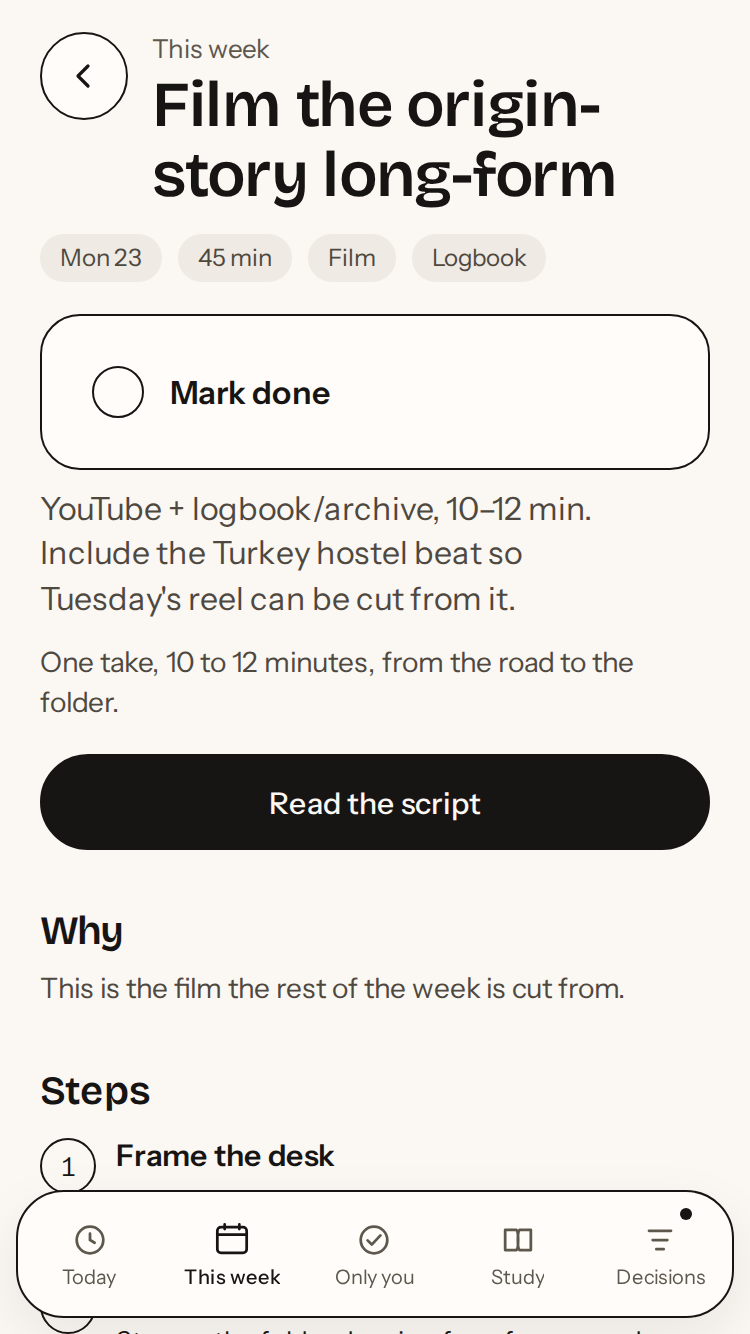 This week
Film the origin-
story long-form
Mon 23
45 min
Film
Logbook
Mark done
YouTube + logbook/archive, 10–12 min.
Include the Turkey hostel beat so
Tuesday's reel can be cut from it.
One take, 10 to 12 minutes, from the road to the
folder.
Read the script
Why
This is the film the rest of the week is cut from.
Steps
1
Frame the desk
Today
This week
Only you
Study
Decisions